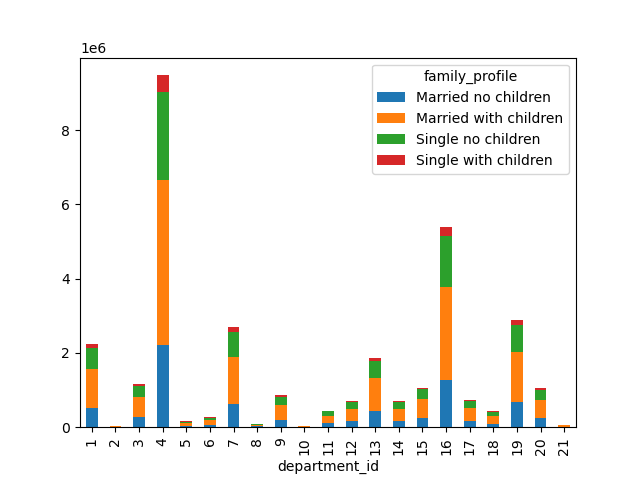 1e6
family_profile
Married no children
Married with children
Single no children
Single with children
8
6
4
2
0
1 2 3 4 5 6 7 8 9 10 11 12 13 14 15 16 17 18 19 20 21
department_id